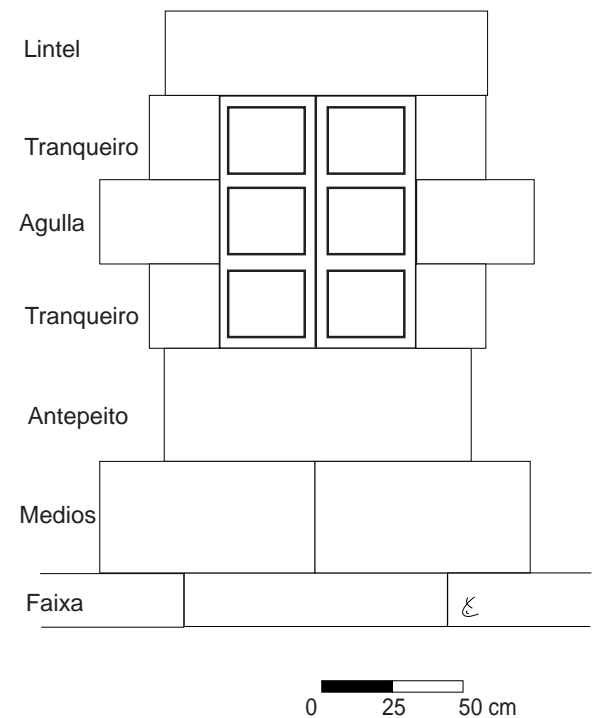 Lintel
Tranqueiro
Agulla
Tranqueiro
Antepeito
Medios
Faixa
0 25 50 cm